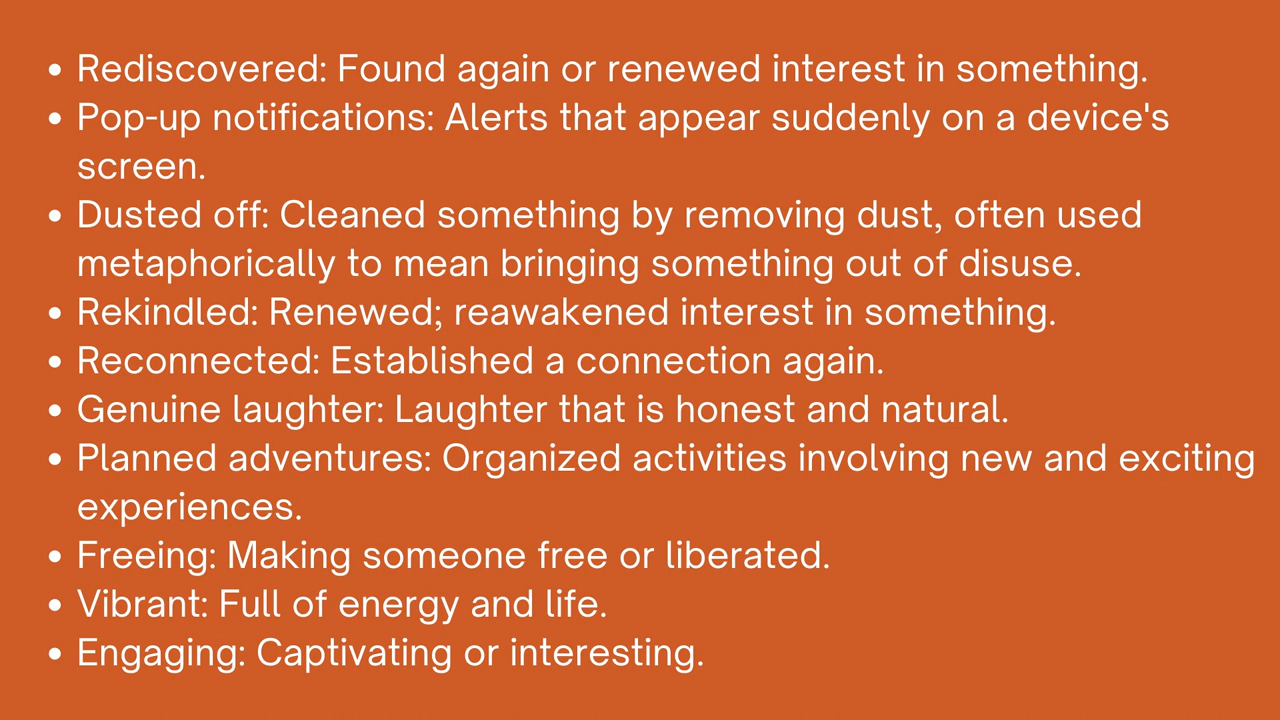 • Rediscovered: Found again or renewed interest in something.
• Pop-up notifications: Alerts that appear suddenly on a device's
screen.
• Dusted off: Cleaned something by removing dust, often used
metaphorically to mean bringing something out of disuse.
• Rekindled: Renewed; reawakened interest in something.
• Reconnected: Established a connection again.
• Genuine laughter: Laughter that is honest and natural.
• Planned adventures: Organized activities involving new and exciting
experiences.
• Freeing: Making someone free or liberated.
• Vibrant: Full of energy and life.
• Engaging: Captivating or interesting.